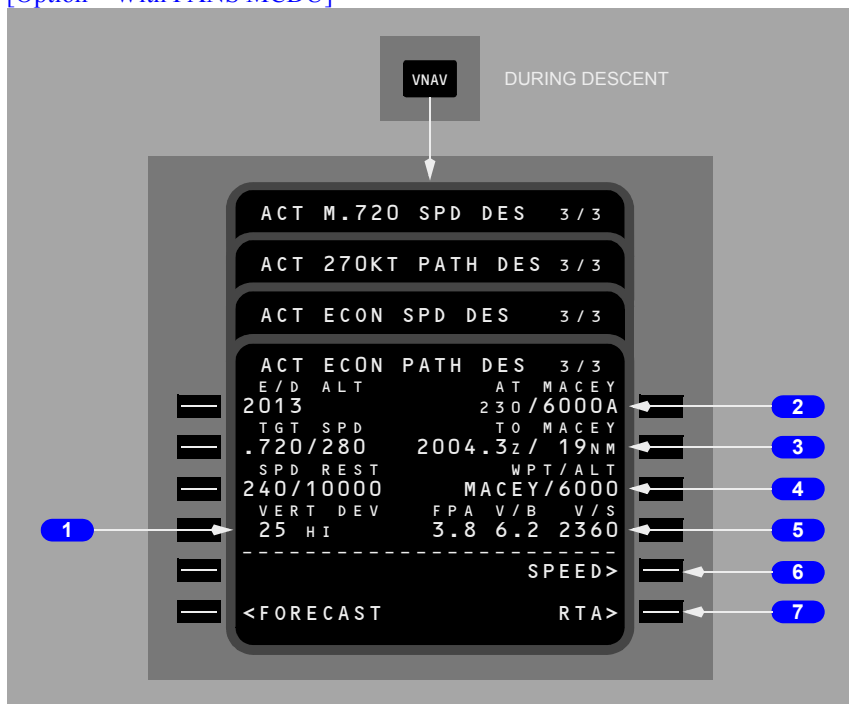 [Option - With FANS MCDU]
VNAV DURING DESCENT
ACT M.720 SPD DES 3/3
ACT 270KT PATH DES 3/3
ACT ECON SPD DES 3/3
ACT ECON PATH DES 3/3
E/D ALT AT MACEY
2013 230/6000A
2
TGT SPD TO MACEY
.720/280 2004.3z/ 19NM
3
SPD REST WPT/ALT
240/10000 MACEY/6000
4
VERT DEV FPA V/B V/S
1
25 HI 3.8 6.2 2360
5
------------------------
SPEED>
6
<FORECAST RTA>
7